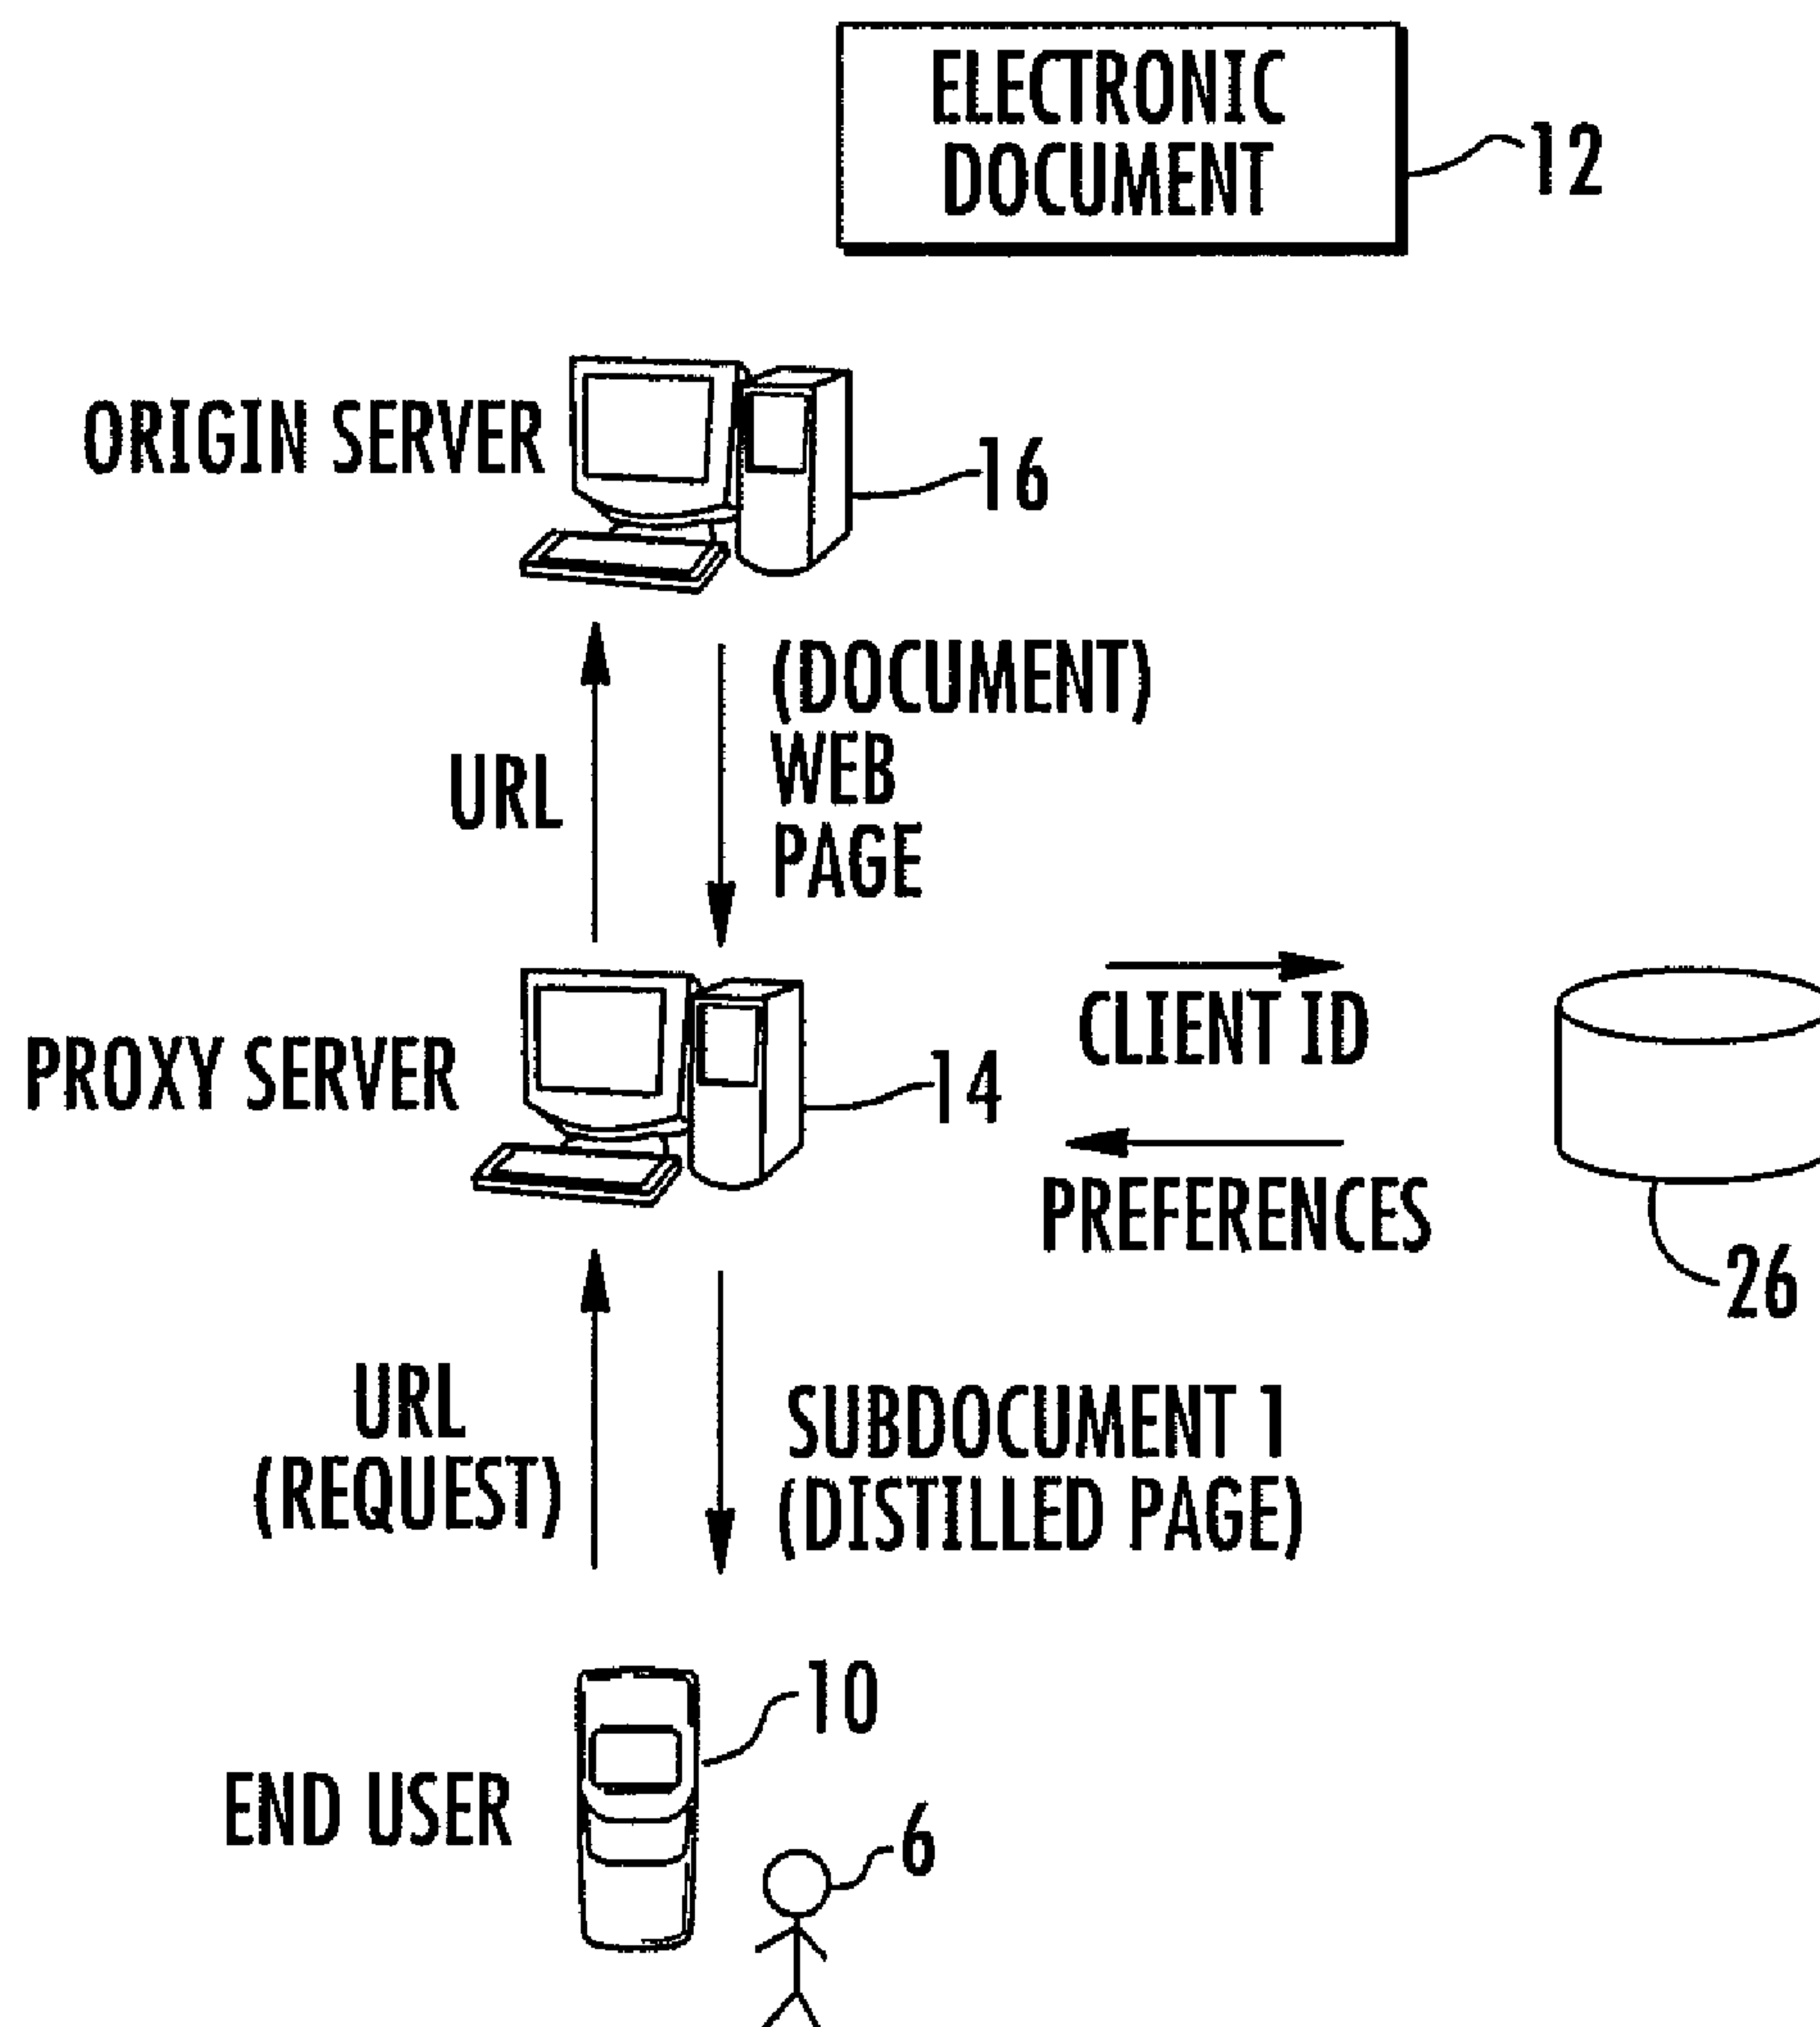 ELECTRONIC
DOCUMENT
12
ORIGIN SERVER
16
URL
(DOCUMENT)
WEB
PAGE
PROXY SERVER
14
CLIENT ID
PREFERENCES
26
URL
(REQUEST)
SUBDOCUMENT 1
(DISTILLED PAGE)
10
END USER
6